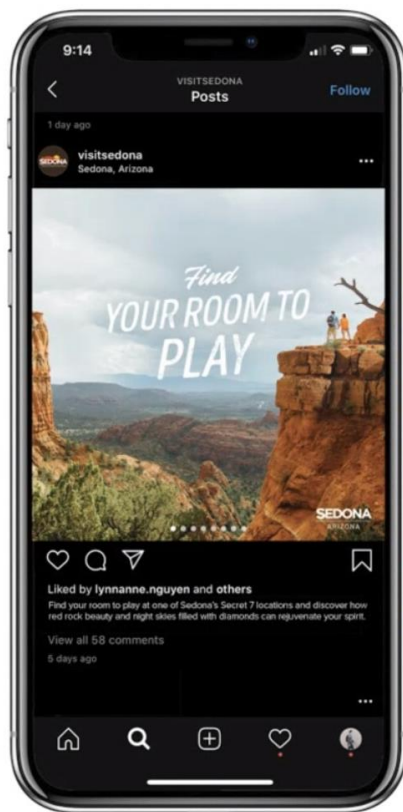 9:14
VISITSEDONA
Posts
Follow
1 day ago
SEDONA
visitsedona
Sedona, Arizona
Find
YOUR ROOM TO
PLAY
SEDONA
ARIZONA
Liked by lynnanne.nguyen and others
Find your room to play at one of Sedona's Secret 7 locations and discover how
red rock beauty and night skies filled with diamonds can rejuvenate your spirit.
View all 58 comments
5 days ago